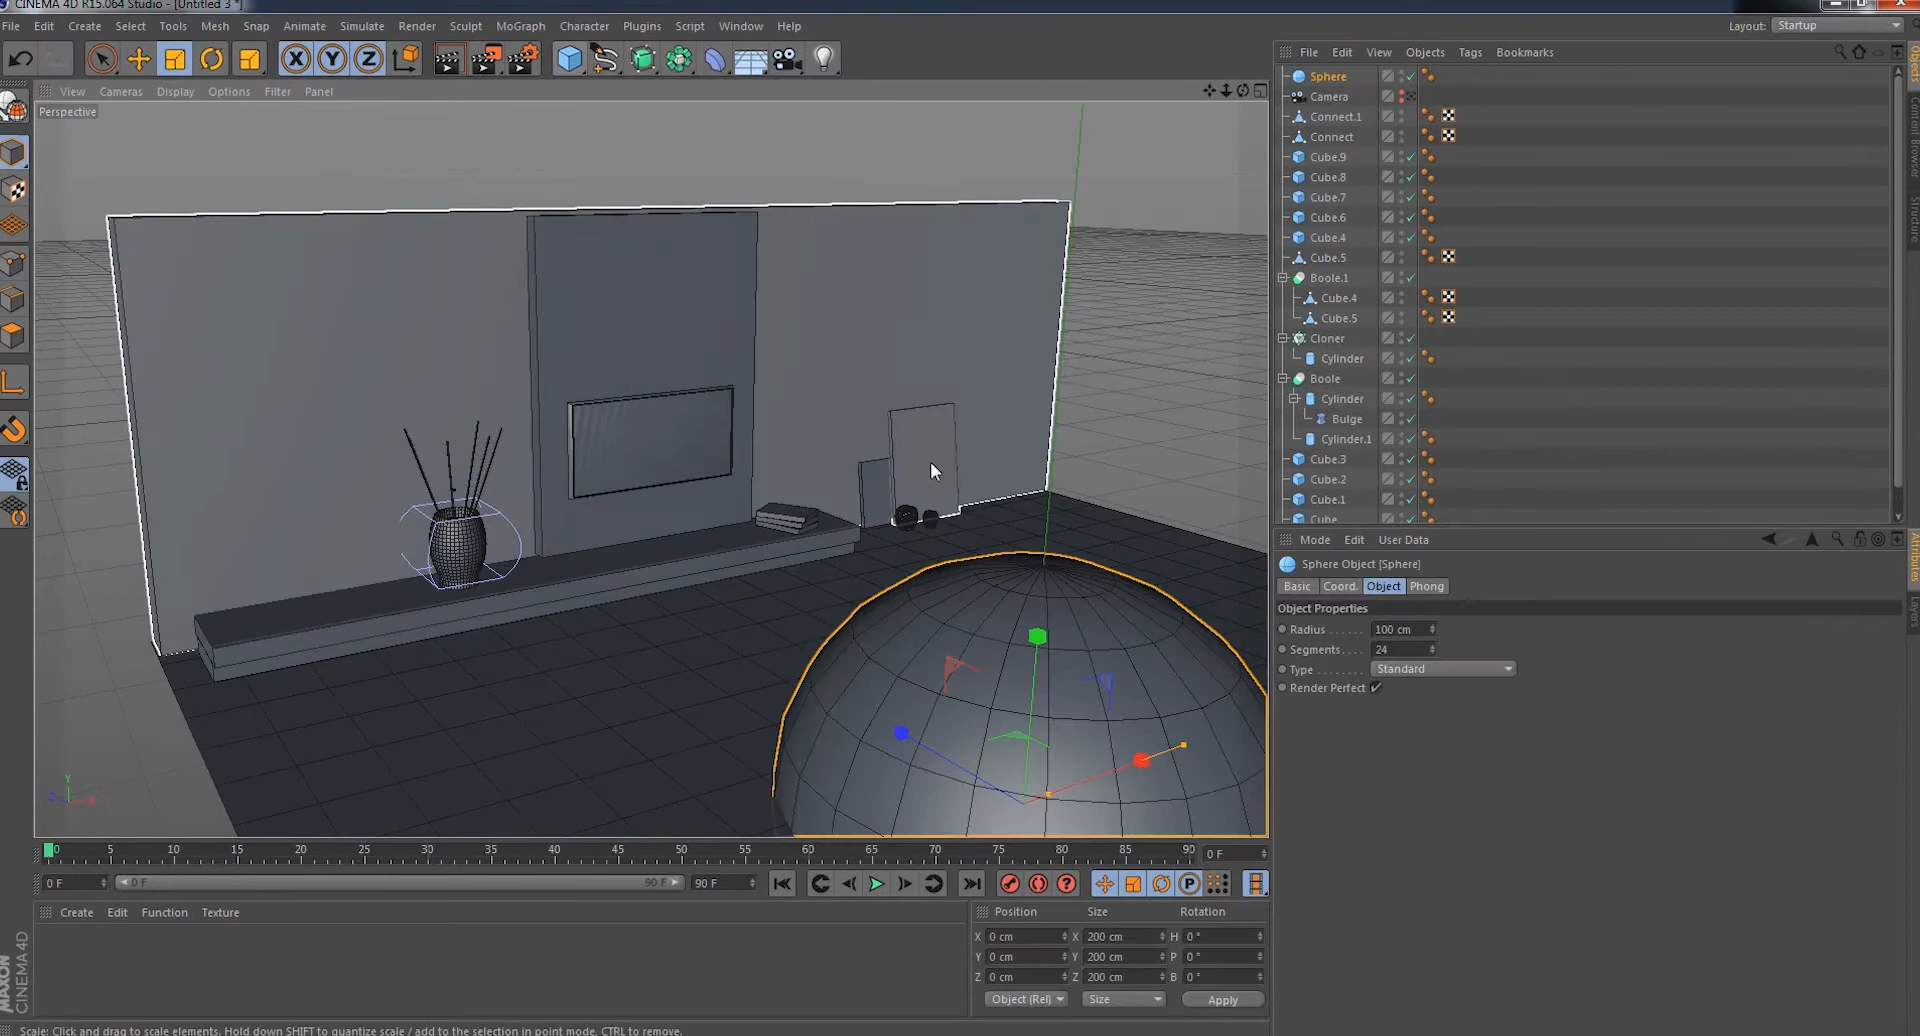 CINEMA 4D R15.064 Studio - [Untitled 3 *]
File Edit Create Select Tools Mesh Snap Animate Simulate Render Sculpt MoGraph Character Plugins Script Window Help
Layout: Startup
X Y Z
View Cameras Display Options Filter Panel
Perspective
Y
X
Z
0 5 10 15 20 25 30 35 40 45 50 55 60 65 70 75 80 85 90
0 F
0 F 0 F 90 F 90 F
P
Create Edit Function Texture
MAXON
CINEMA 4D
Position Size Rotation
X 0 cm X 200 cm H 0 °
Y 0 cm Y 200 cm P 0 °
Z 0 cm Z 200 cm B 0 °
Object (Rel) Size Apply
Scale: Click and drag to scale elements. Hold down SHIFT to quantize scale / add to the selection in point mode, CTRL to remove.
File Edit View Objects Tags Bookmarks
Sphere
Camera
Connect.1
Connect
Cube.9
Cube.8
Cube.7
Cube.6
Cube.4
Cube.5
Boole.1
Cube.4
Cube.5
Cloner
Cylinder
Boole
Cylinder
Bulge
Cylinder.1
Cube.3
Cube.2
Cube.1
Cube
Objects
Content Browser
Structure
Mode Edit User Data
Sphere Object [Sphere]
Basic Coord. Object Phong
Object Properties
Radius . . . . . . 100 cm
Segments . . . 24
Type . . . . . . . . Standard
Render Perfect
Attributes
Layers